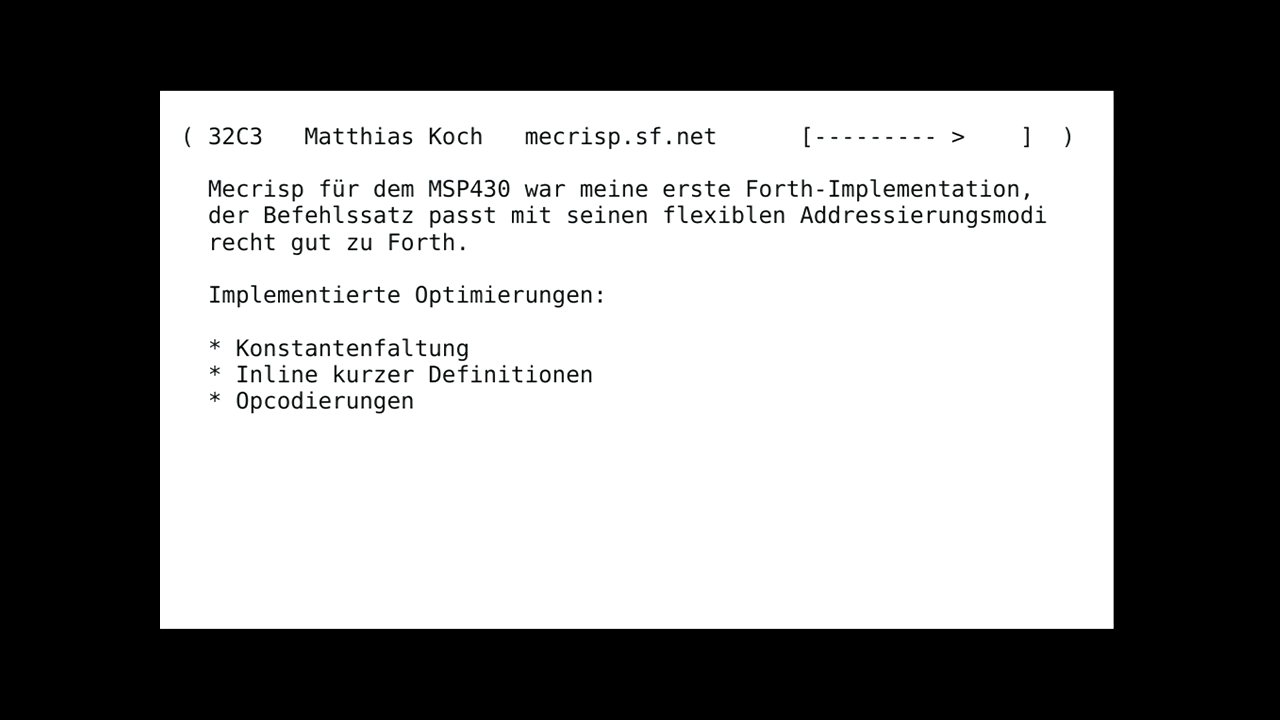 ( 32C3   Matthias Koch   mecrisp.sf.net      [--------- >    ]  )
Mecrisp für dem MSP430 war meine erste Forth-Implementation,
der Befehlssatz passt mit seinen flexiblen Addressierungsmodi
recht gut zu Forth.
Implementierte Optimierungen:
* Konstantenfaltung
* Inline kurzer Definitionen
* Opcodierungen